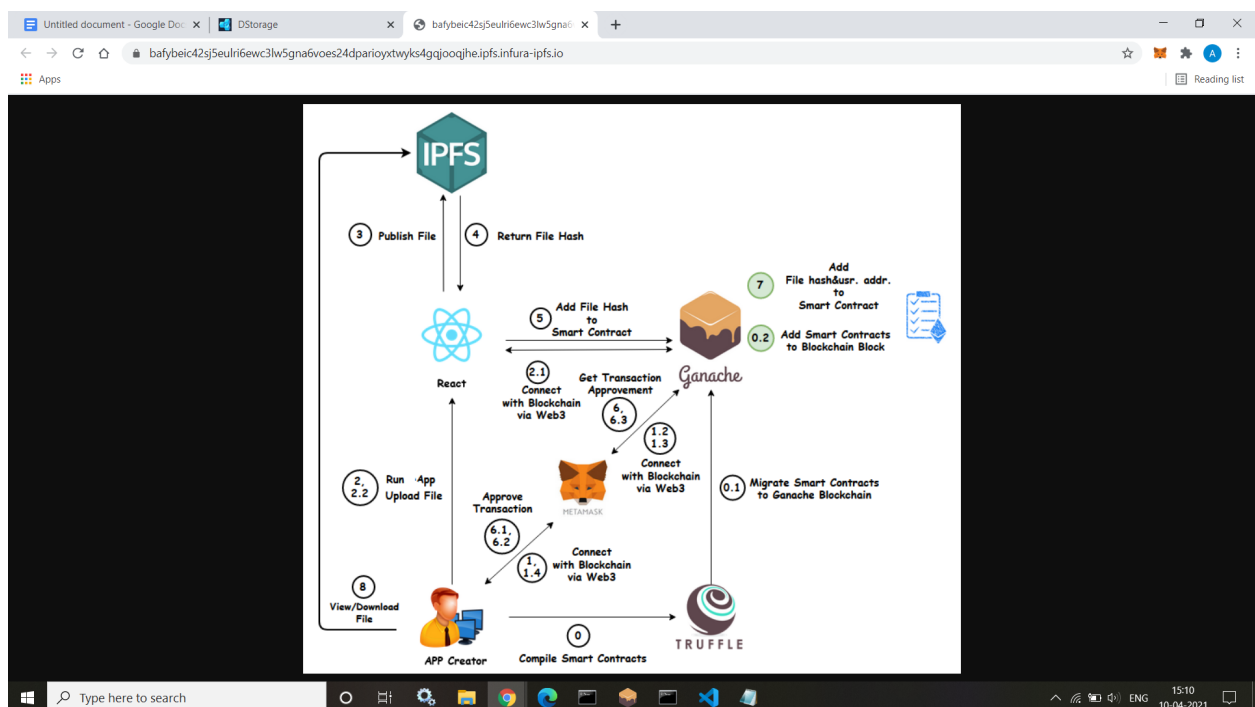 Untitled document - Google Doc
DStorage
bafybeic42sj5eulri6ewc3lw5gna6
bafybeic42sj5eulri6ewc3lw5gna6voes24dparioyxtwyks4gqjooqjhe.ipfs.infura-ipfs.io
A
Apps
Reading list
IPFS
3 Publish File
4 Return File Hash
7
Add
File hash&usr. addr.
to
Smart Contract
5
Add File Hash
to
Smart Contract
0.2
Add Smart Contracts
to Blockchain Block
React
Ganache
2.1
Connect
with Blockchain
via Web3
Get Transaction
Approvement
6,
6.3
1.2
1.3
Connect
with Blockchain
via Web3
2,
2.2
Run App
Upload File
METAMASK
0.1
Migrate Smart Contracts
to Ganache Blockchain
Approve
Transaction
6.1,
6.2
1,
1.4
Connect
with Blockchain
via Web3
8
View/Download
File
APP Creator
0
Compile Smart Contracts
TRUFFLE
Type here to search
ENG
15:10
10-04-2021